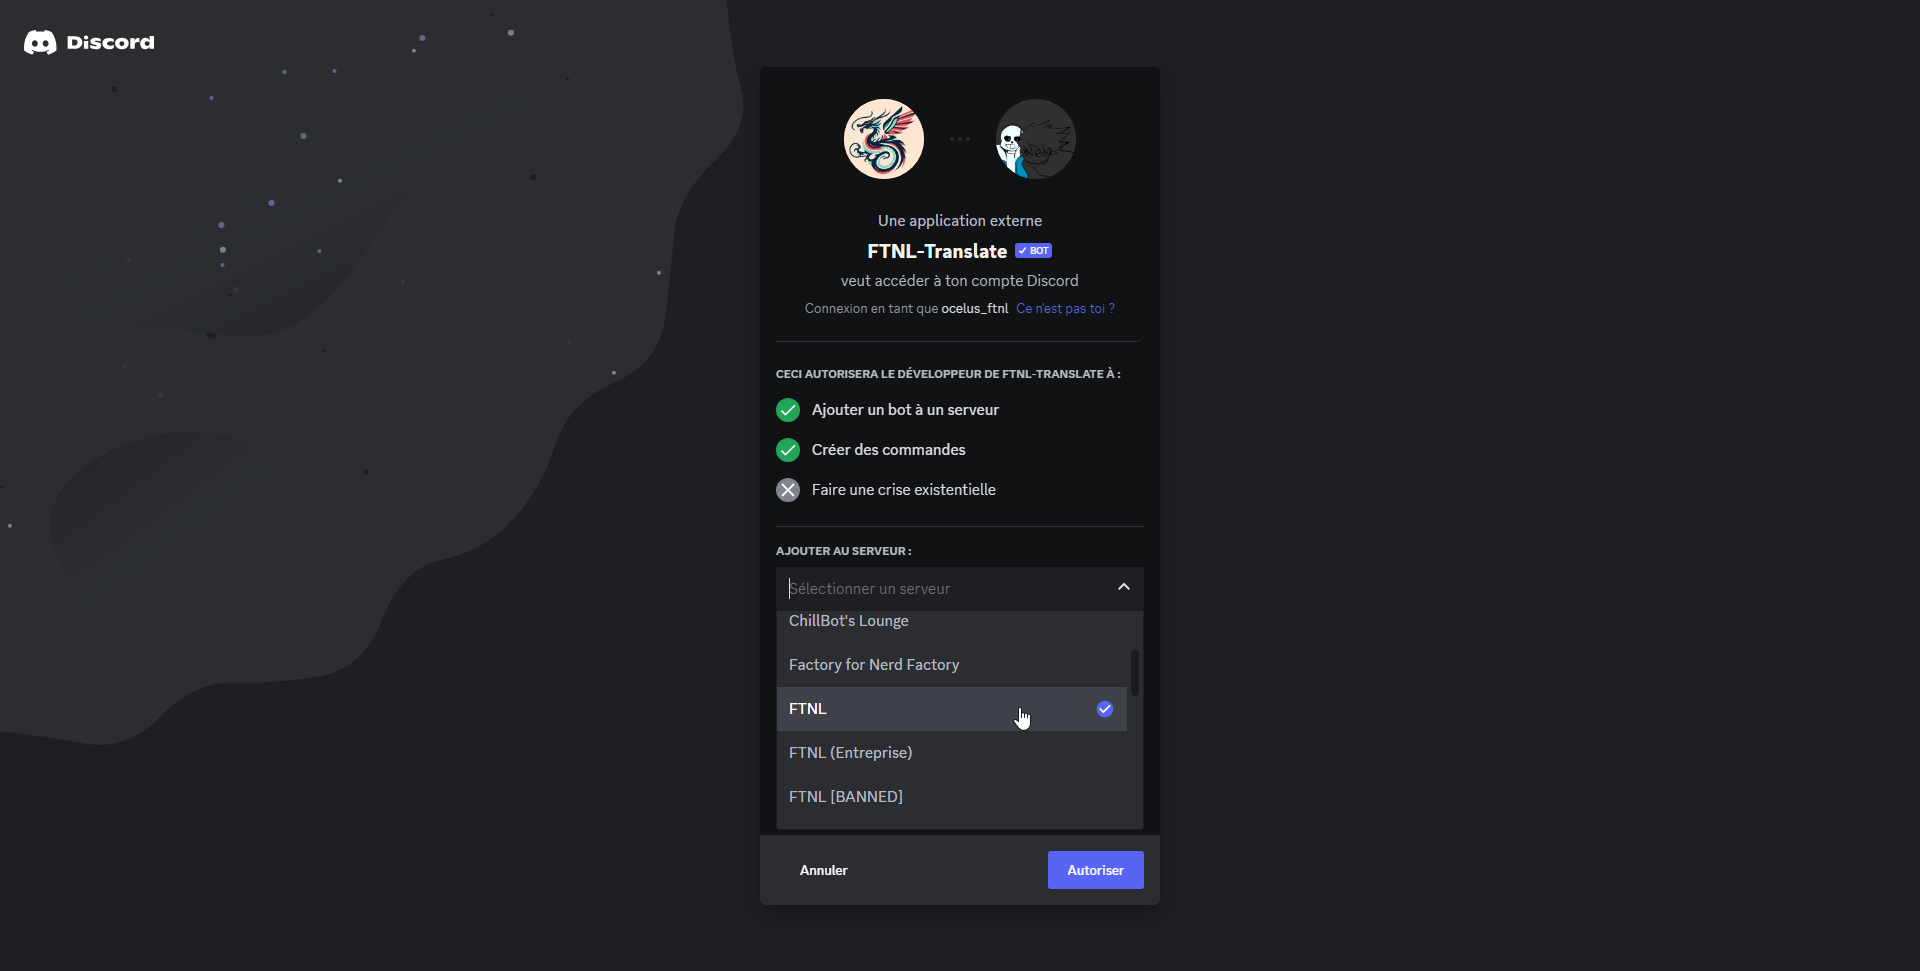 Discord
Une application externe
FTNL-Translate ✓ BOT
veut accéder à ton compte Discord
Connexion en tant que ocelus_ftnl Ce n'est pas toi ?
CECI AUTORISERA LE DÉVELOPPEUR DE FTNL-TRANSLATE À :
Ajouter un bot à un serveur
Créer des commandes
Faire une crise existentielle
AJOUTER AU SERVEUR :
Sélectionner un serveur
ChillBot's Lounge
Factory for Nerd Factory
FTNL
FTNL (Entreprise)
FTNL [BANNED]
Annuler
Autoriser